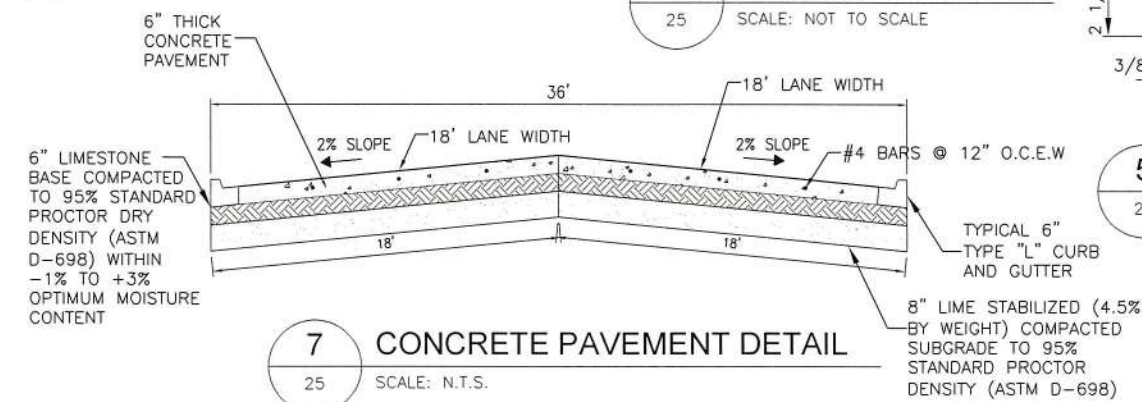 25
SCALE: NOT TO SCALE
2 1/
3/8
6" THICK
CONCRETE
PAVEMENT
36'
18' LANE WIDTH
2% SLOPE
18' LANE WIDTH
2% SLOPE
#4 BARS @ 12" O.C.E.W
6" LIMESTONE
BASE COMPACTED
TO 95% STANDARD
PROCTOR DRY
DENSITY (ASTM
D-698) WITHIN
-1% TO +3%
OPTIMUM MOISTURE
CONTENT
18'
18'
TYPICAL 6"
TYPE "L" CURB
AND GUTTER
8" LIME STABILIZED (4.5%
BY WEIGHT) COMPACTED
SUBGRADE TO 95%
STANDARD PROCTOR
DENSITY (ASTM D-698)
7
CONCRETE PAVEMENT DETAIL
25
SCALE: N.T.S.